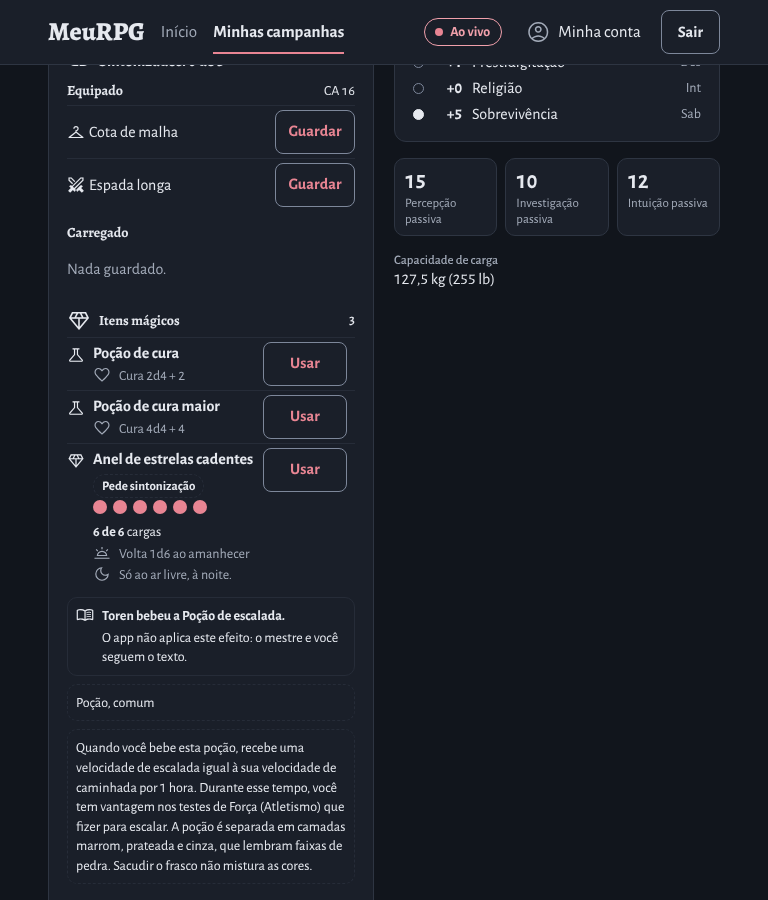 MeuRPG
Início
Minhas campanhas
Ao vivo
Minha conta
Sair
Equipado
CA 16
Cota de malha
Guardar
Espada longa
Guardar
Carregado
Nada guardado.
Itens mágicos
3
Poção de cura
Cura 2d4 + 2
Usar
Poção de cura maior
Cura 4d4 + 4
Usar
Anel de estrelas cadentes
Usar
Pede sintonização
6 de 6 cargas
Volta 1d6 ao amanhecer
Só ao ar livre, à noite.
Toren bebeu a Poção de escalada.
O app não aplica este efeito: o mestre e você
seguem o texto.
Poção, comum
Quando você bebe esta poção, recebe uma
velocidade de escalada igual à sua velocidade de
caminhada por 1 hora. Durante esse tempo, você
tem vantagem nos testes de Força (Atletismo) que
fizer para escalar. A poção é separada em camadas
marrom, prateada e cinza, que lembram faixas de
pedra. Sacudir o frasco não mistura as cores.
Prestidigitação
+0 Religião Int
+5 Sobrevivência Sab
15
Percepção
passiva
10
Investigação
passiva
12
Intuição passiva
Capacidade de carga
127,5 kg (255 lb)